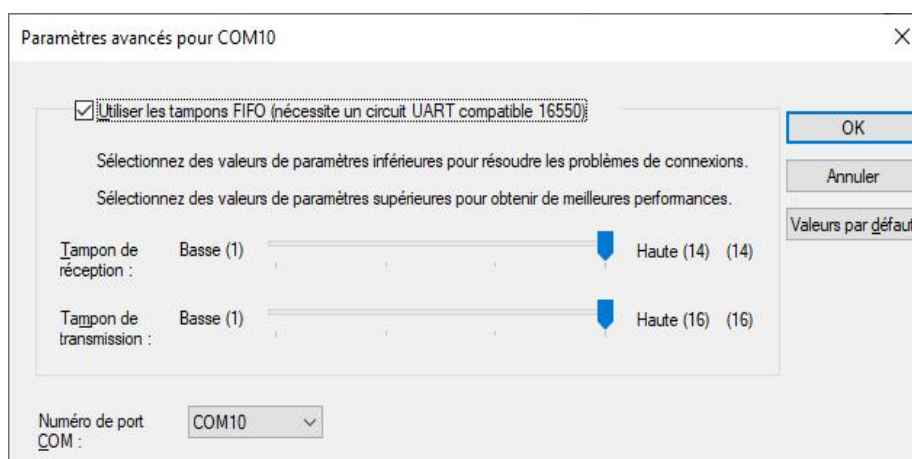 Paramètres avancés pour COM10
Utiliser les tampons FIFO (nécessite un circuit UART compatible 16550)
OK
Sélectionnez des valeurs de paramètres inférieures pour résoudre les problèmes de connexions.
Annuler
Sélectionnez des valeurs de paramètres supérieures pour obtenir de meilleures performances.
Valeurs par défaut
Tampon de
réception :
Basse (1)
Haute (14)
(14)
Tampon de
transmission :
Basse (1)
Haute (16)
(16)
Numéro de port
COM :
COM10